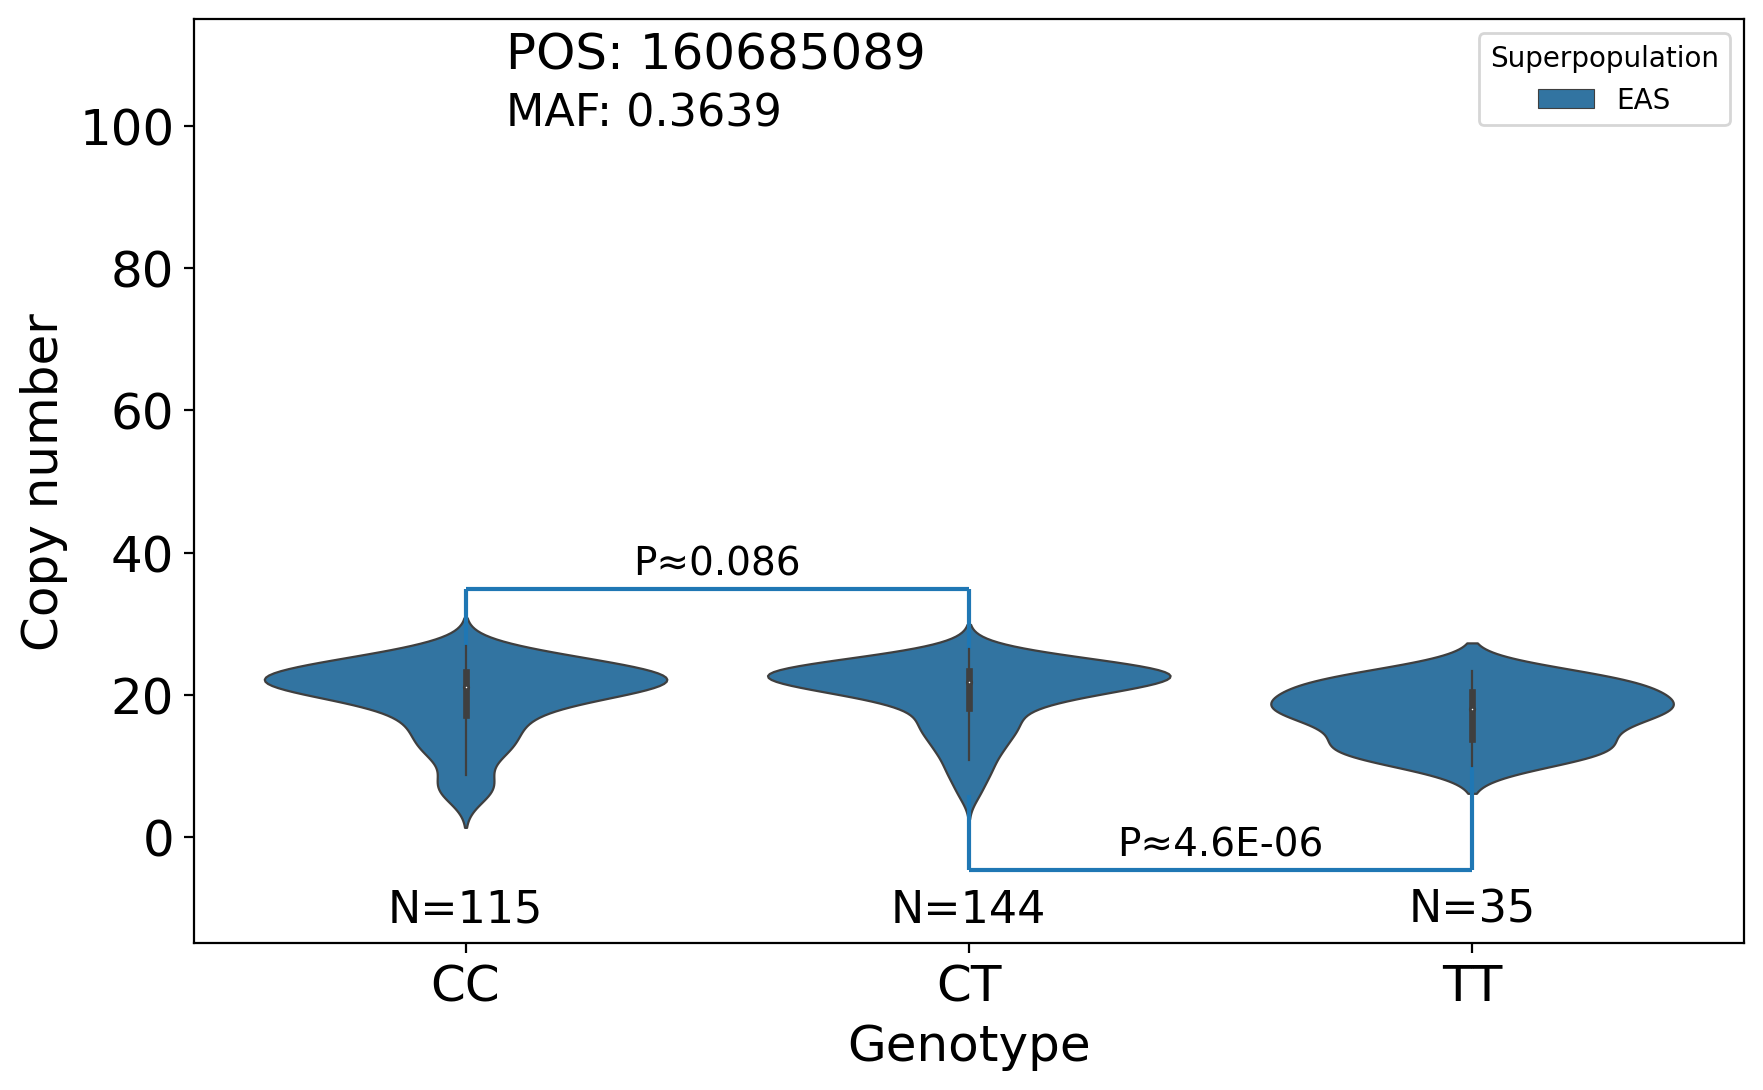 POS: 160685089
MAF: 0.3639
Superpopulation
EAS
Copy number
100
80
60
40
20
0
P≈0.086
P≈4.6E-06
N=115
N=144
N=35
CC
CT
TT
Genotype